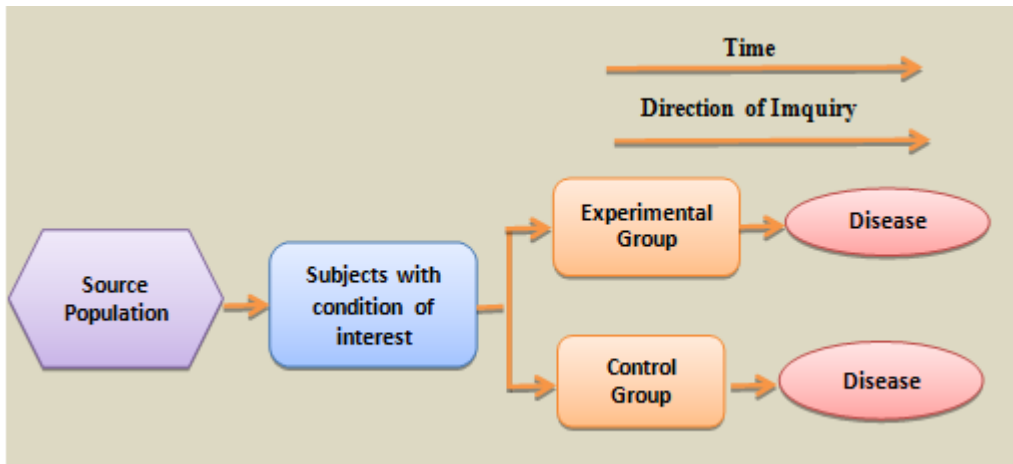 Time
Direction of Imquiry
Experimental
Group
Disease
Source
Population
Subjects with
condition of
interest
Control
Group
Disease